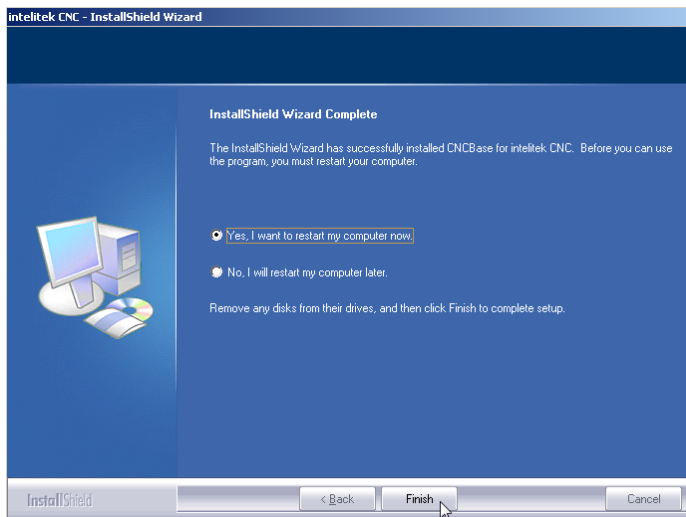 intelitek CNC - InstallShield Wizard
InstallShield Wizard Complete
The InstallShield Wizard has successfully installed CNCBase for intelitek CNC.  Before you can use
the program, you must restart your computer.
Yes, I want to restart my computer now.
No, I will restart my computer later.
Remove any disks from their drives, and then click Finish to complete setup.
InstallShield
< Back
Finish
Cancel